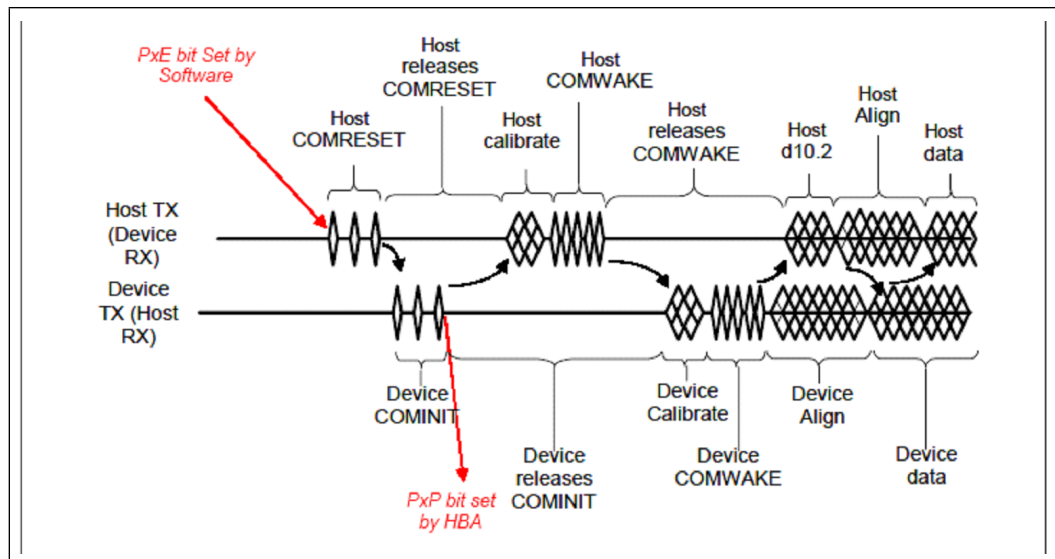 PxE bit Set by
Software
Host
releases
COMRESET
Host
COMWAKE
Host
COMRESET
Host
calibrate
Host
releases
COMWAKE
Host
d10.2
Host
Align
Host
data
Host TX
(Device
RX)
Device
TX (Host
RX)
Device
COMINIT
Device
releases
COMINIT
Device
Calibrate
Device
COMWAKE
Device
Align
Device
data
PxP bit set
by HBA